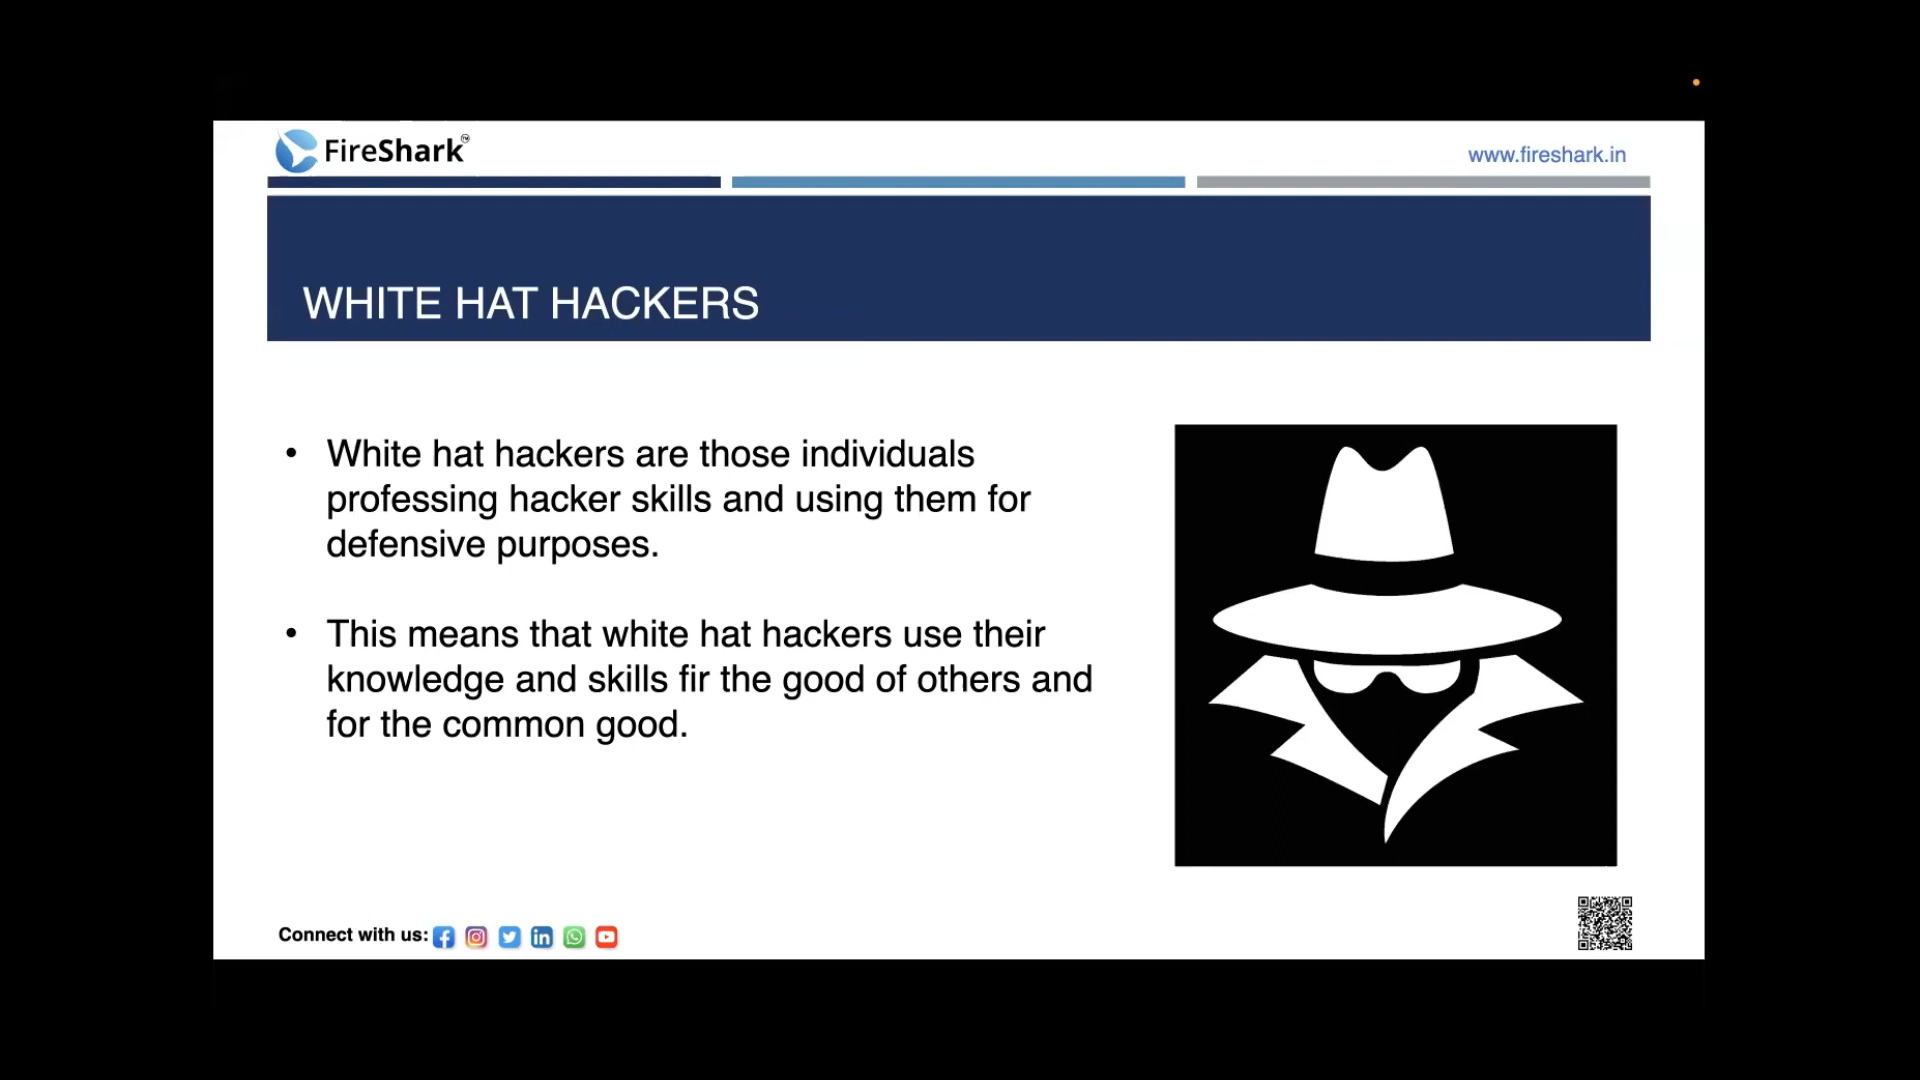 FireShark™
www.fireshark.in
WHITE HAT HACKERS
• White hat hackers are those individuals
professing hacker skills and using them for
defensive purposes.
• This means that white hat hackers use their
knowledge and skills fir the good of others and
for the common good.
Connect with us: